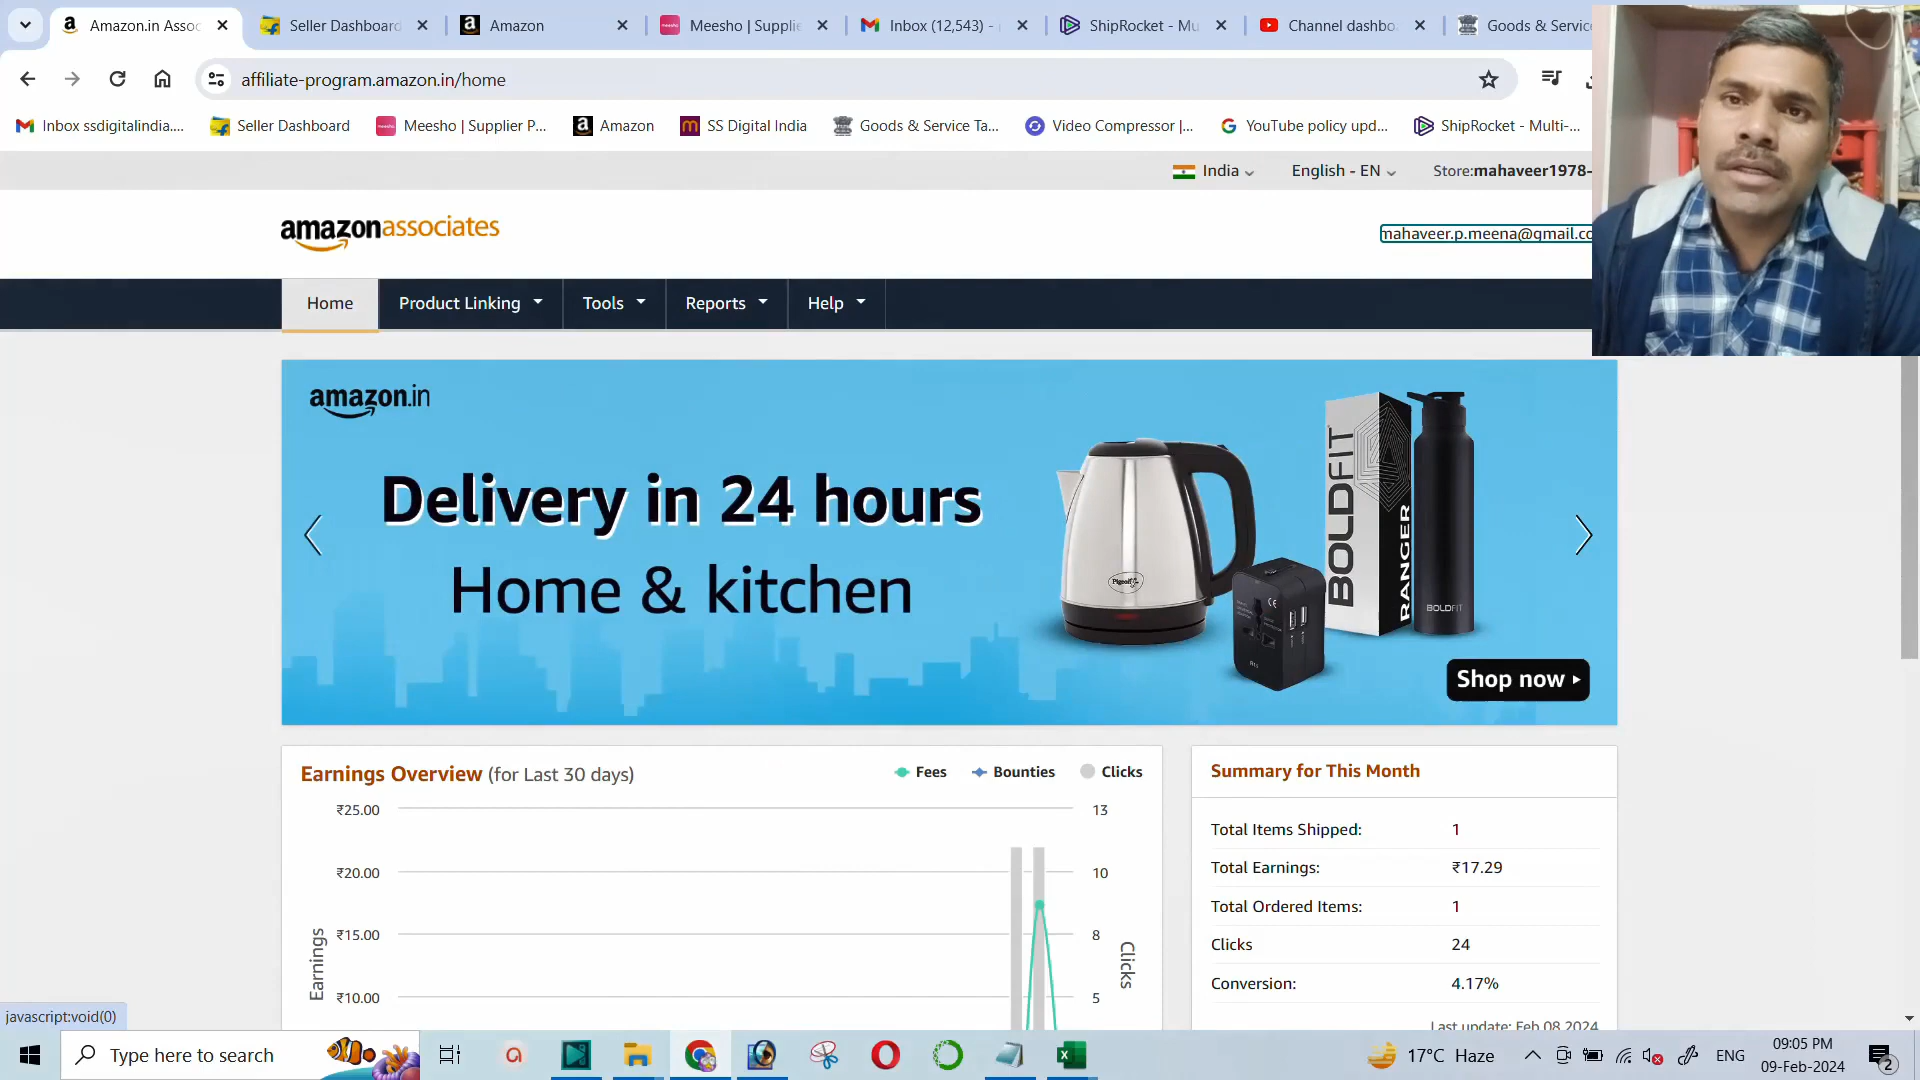 Amazon.in Assoc
Seller Dashboard
Amazon
Meesho | Supplie
Inbox (12,543) -
ShipRocket - Mu
Channel dashbo
Goods & Servic
affiliate-program.amazon.in/home
Inbox ssdigitalindia....
Seller Dashboard
Meesho | Supplier P...
Amazon
SS Digital India
Goods & Service Ta...
Video Compressor |...
YouTube policy upd...
ShipRocket - Multi-...
India
English - EN
Store:mahaveer1978-
amazonassociates
mahaveer.p.meena@gmail.co
Home
Product Linking
Tools
Reports
Help
amazon.in
Delivery in 24 hours
Home & kitchen
Pigeon
BOLDFIT
RANGER
BOLDFIT
Shop now
Earnings Overview (for Last 30 days)
Fees
Bounties
Clicks
₹25.00
13
₹20.00
10
₹15.00
8
₹10.00
5
Earnings
Clicks
Summary for This Month
Total Items Shipped: 1
Total Earnings: ₹17.29
Total Ordered Items: 1
Clicks 24
Conversion: 4.17%
Last update: Feb 08 2024
javascript:void(0)
Type here to search
17°C Haze
ENG
09:05 PM
09-Feb-2024
2